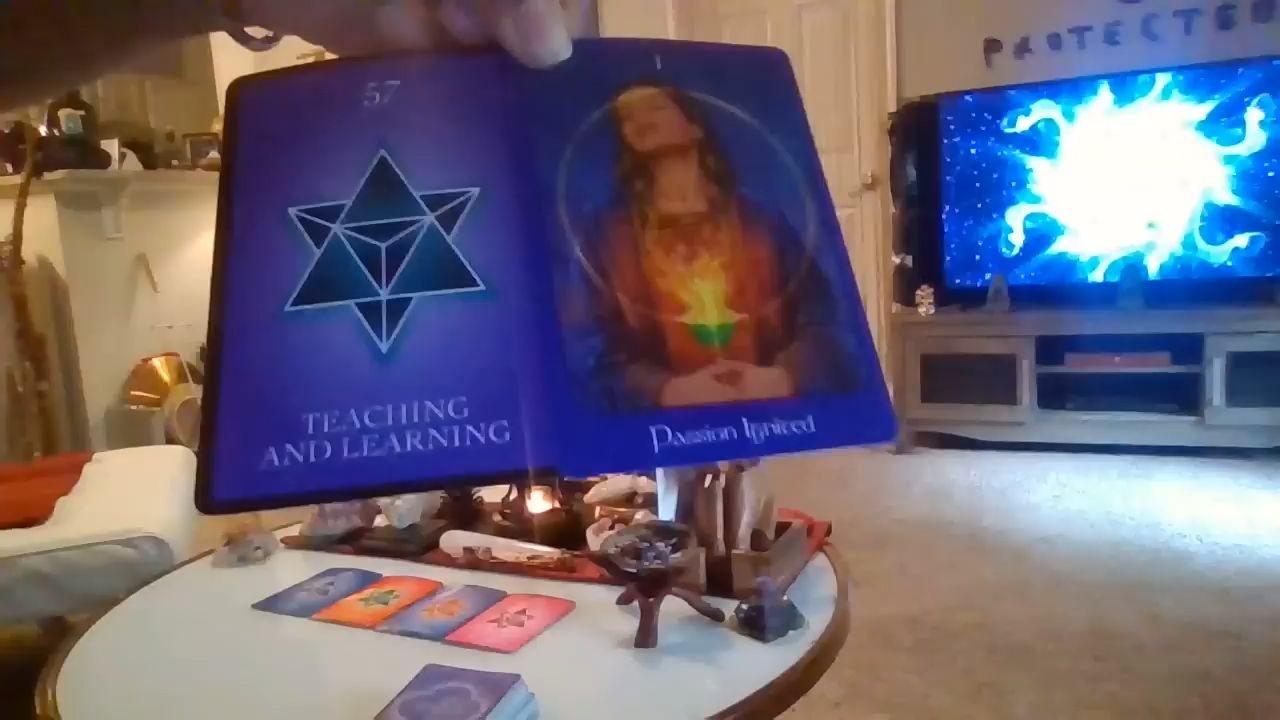 PROTECTED
57
1
TEACHING
AND LEARNING
Passion Ignited